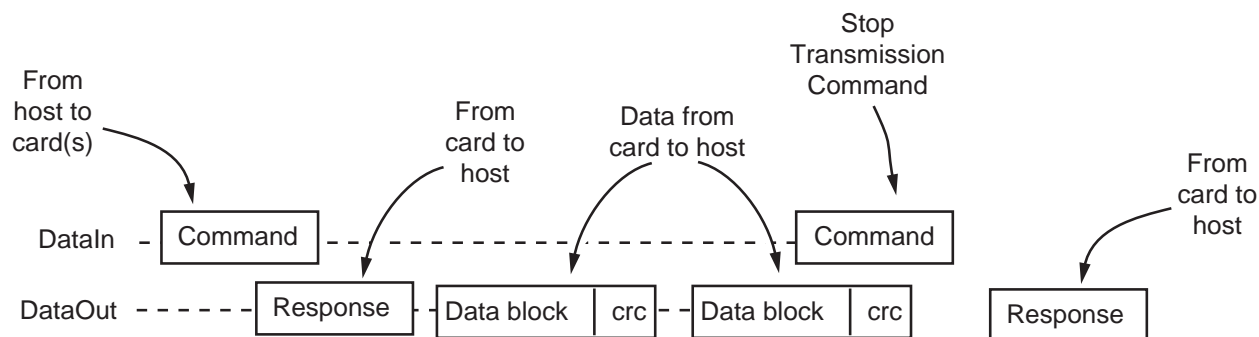 Stop
Transmission
Command
From
host to
card(s)
From
card to
host
Data from
card to host
From
card to
host
DataIn
Command
Command
DataOut
Response
Data block
crc
Data block
crc
Response